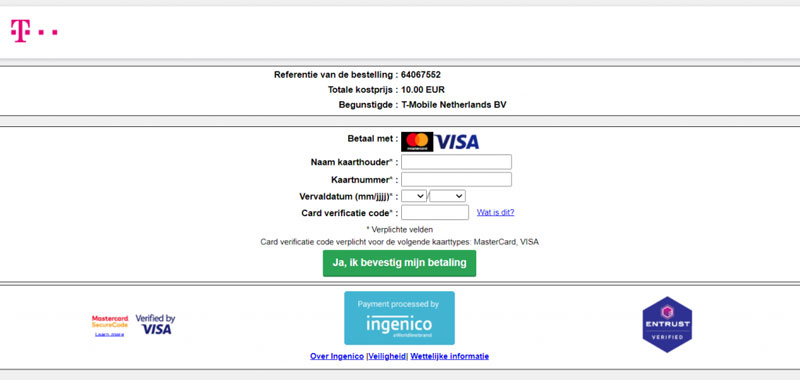 T
Referentie van de bestelling : 64067552
Totale kostprijs : 10.00 EUR
Begunstigde : T-Mobile Netherlands BV
Betaal met : VISA
Naam kaarthouder* :
Kaartnummer* :
Vervaldatum (mm/jjjj)* : /
Card verificatie code* : Wat is dit?
* Verplichte velden
Card verificatie code verplicht voor de volgende kaarttypes: MasterCard, VISA
Ja, ik bevestig mijn betaling
Mastercard.
SecureCode
Learn more
Verified by
VISA
Payment processed by
ingenico
ENTRUST
VERIFIED
Over Ingenico |Veiligheid| Wettelijke informatie